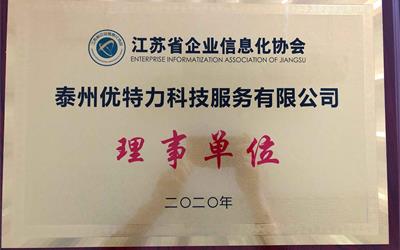 江苏省企业信息化协会
ENTERPRISE INFORMATIZATION ASSOCIATION OF JIANGSU
泰州优特力科技服务有限公司
理事单位
二〇二〇年